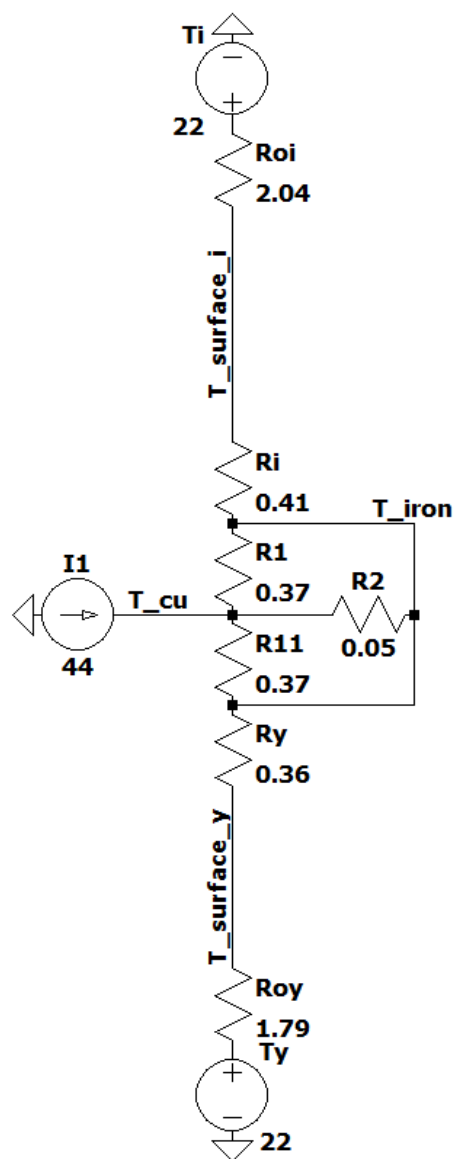 Ti
22
Roi
2.04
T_surface_i
Ri
0.41
T_iron
R1
0.37
I1
T_cu
R2
44
R11
0.05
0.37
Ry
0.36
T_surface_y
Roy
1.79
Ty
22